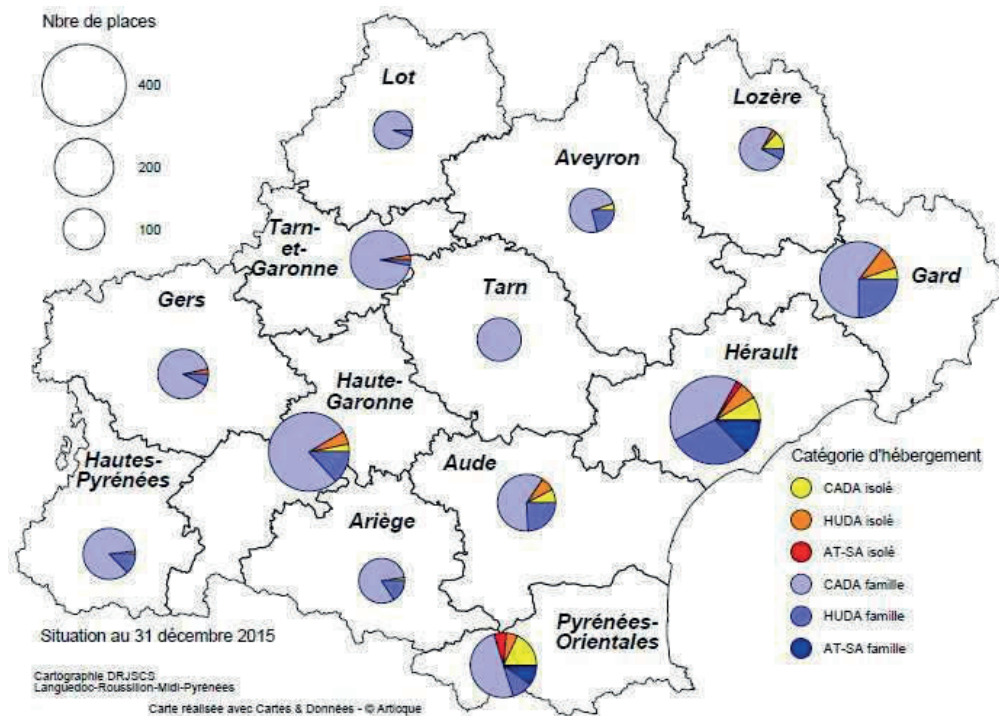 Nbre de places
400
200
100
Lot
Lozère
Aveyron
Tarn-
et-
Garonne
Gard
Gers
Tarn
Hérault
Haute-
Garonne
Hautes-
Pyrénées
Aude
Ariège
Pyrénées-
Orientales
Catégorie d'hébergement
CADA isolé
HUDA isolé
AT-SA isolé
CADA famille
HUDA famille
AT-SA famille
Situation au 31 décembre 2015
Cartographie DRJSCS
Languedoc-Roussillon-Midi-Pyrénées
Carte réalisée avec Cartes & Données - © Artique